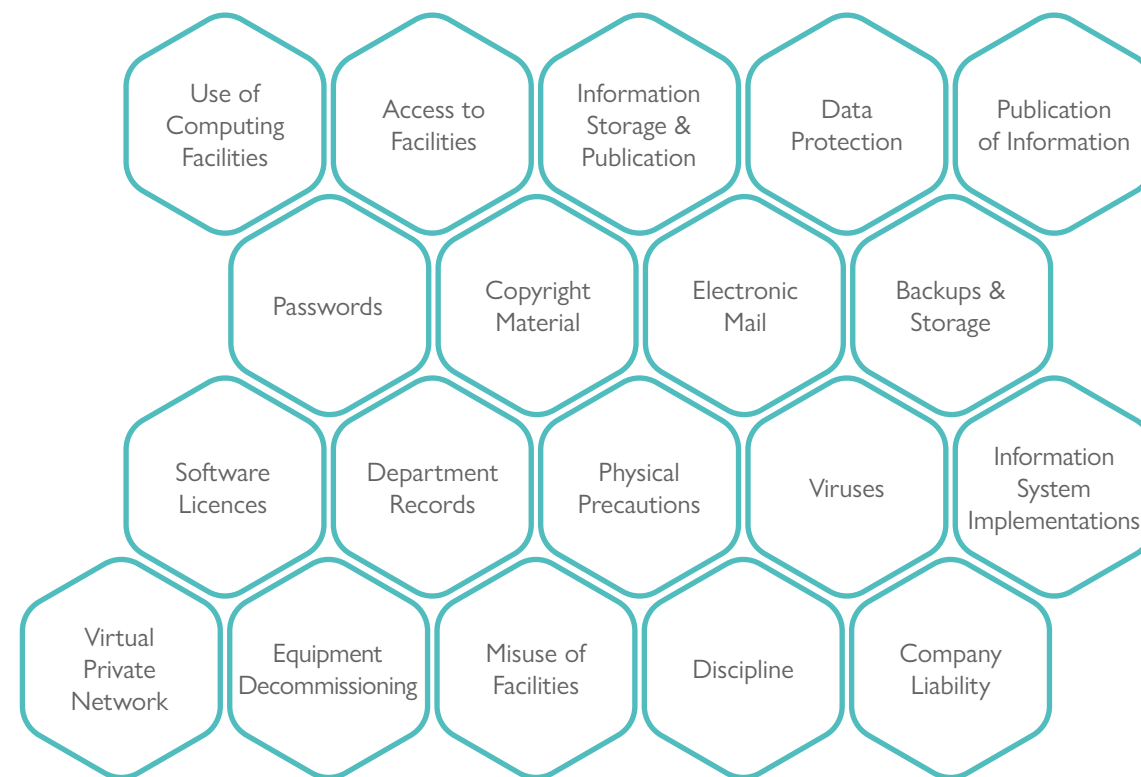 Use of
Computing
Facilities
Access to
Facilities
Information
Storage &
Publication
Data
Protection
Publication
of Information
Passwords
Copyright
Material
Electronic
Mail
Backups &
Storage
Software
Licences
Department
Records
Physical
Precautions
Viruses
Information
System
Implementations
Virtual
Private
Network
Equipment
Decommissioning
Misuse of
Facilities
Discipline
Company
Liability